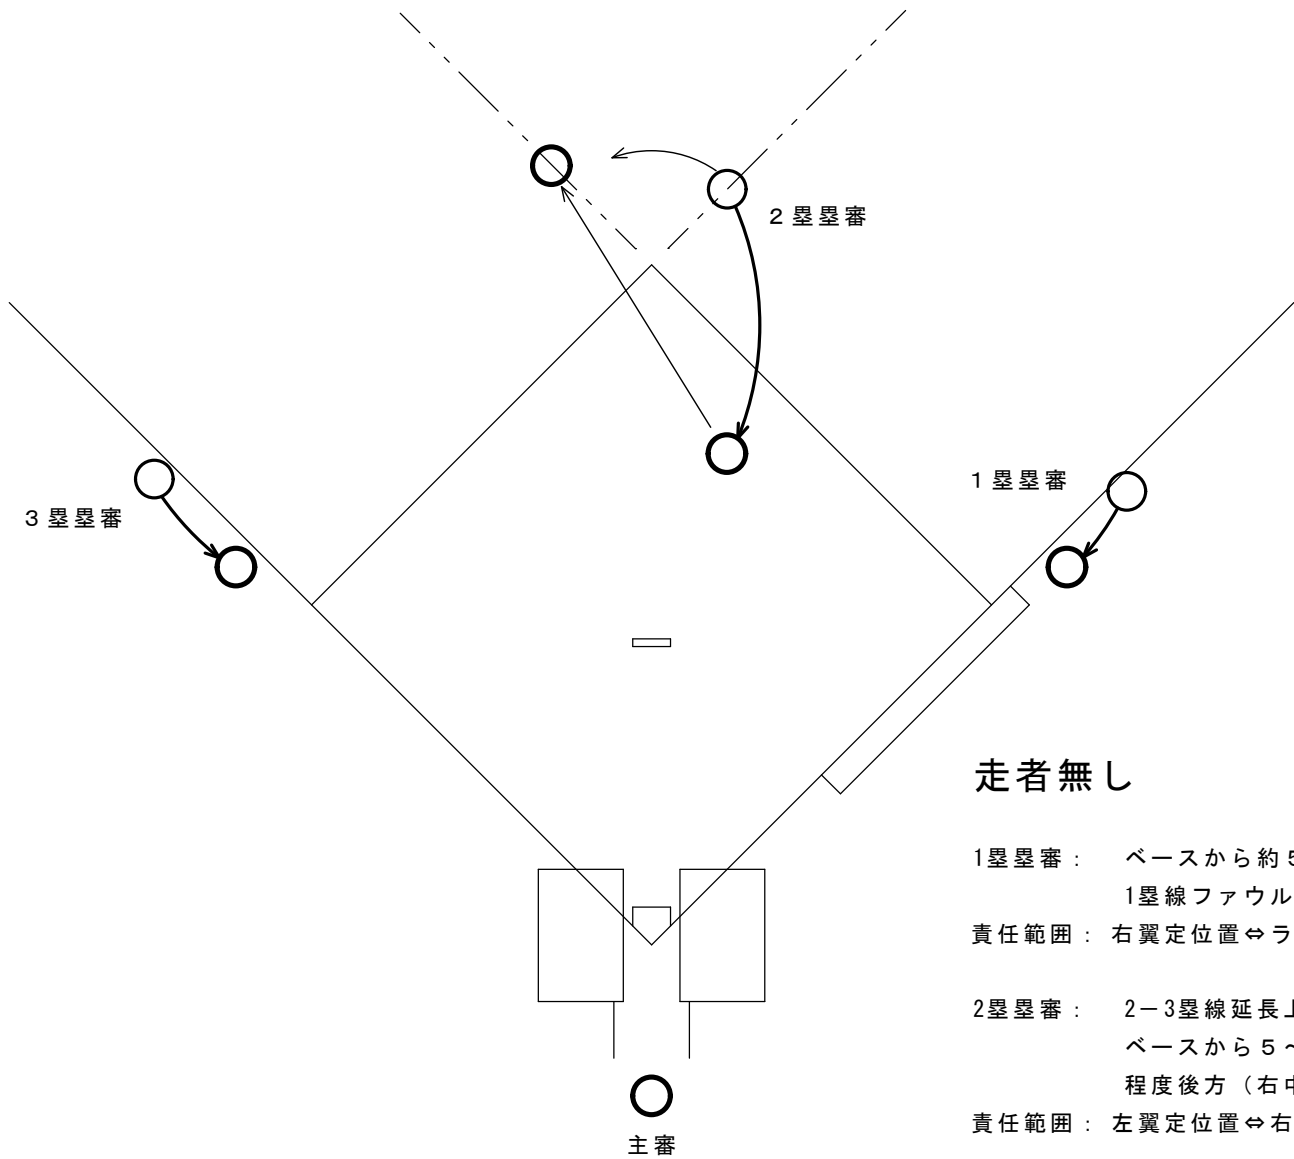 2塁塁審
1塁塁審
3塁塁審
走者無し
1塁塁審： ベースから約5
1塁線ファウル
責任範囲： 右翼定位置⇔ラ
2塁塁審： 2－3塁線延長上
ベースから5～
程度後方（右中
責任範囲： 左翼定位置⇔右
主審